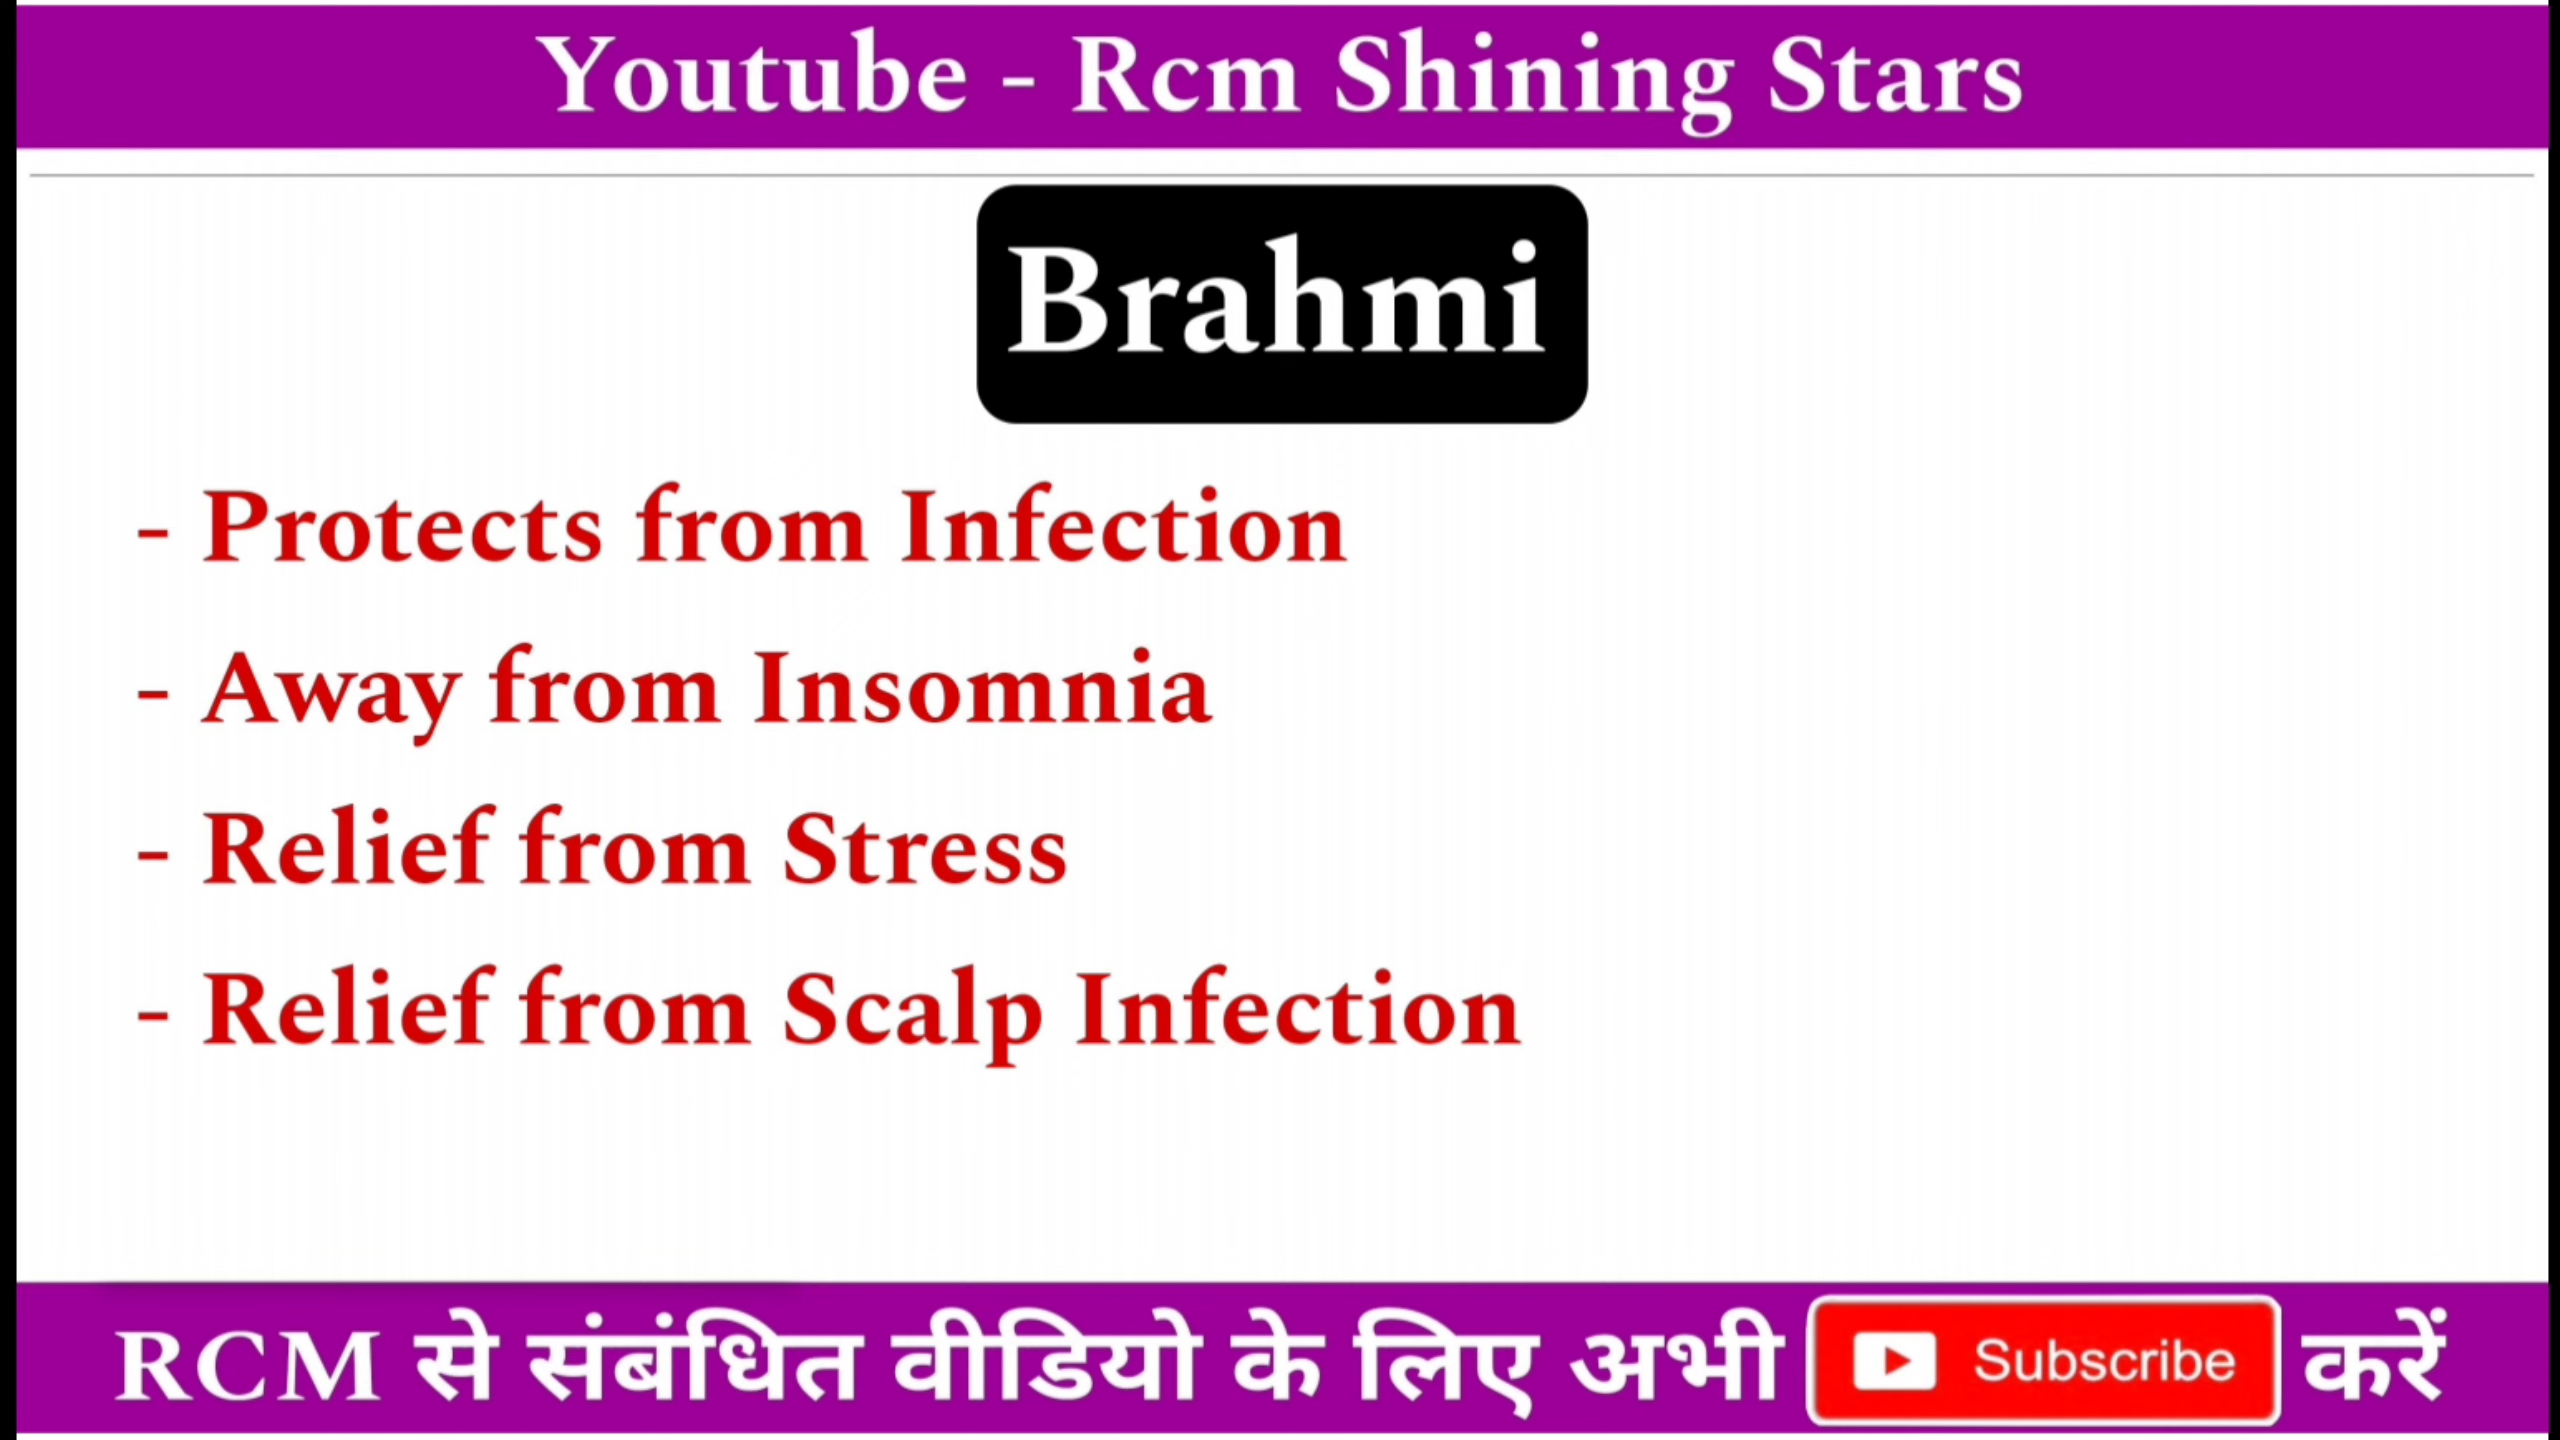 Youtube - Rcm Shining Stars
Brahmi
- Protects from Infection
- Away from Insomnia
- Relief from Stress
- Relief from Scalp Infection
RCM से संबंधित वीडियो के लिए अभी Subscribe करें